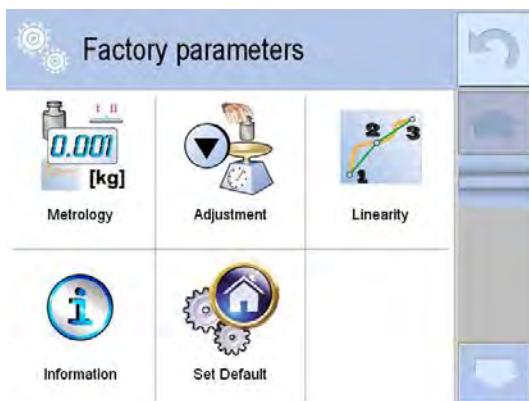 Factory parameters
0.001
[kg]
Metrology
Adjustment
1 2 3
Linearity
i
Information
Set Default